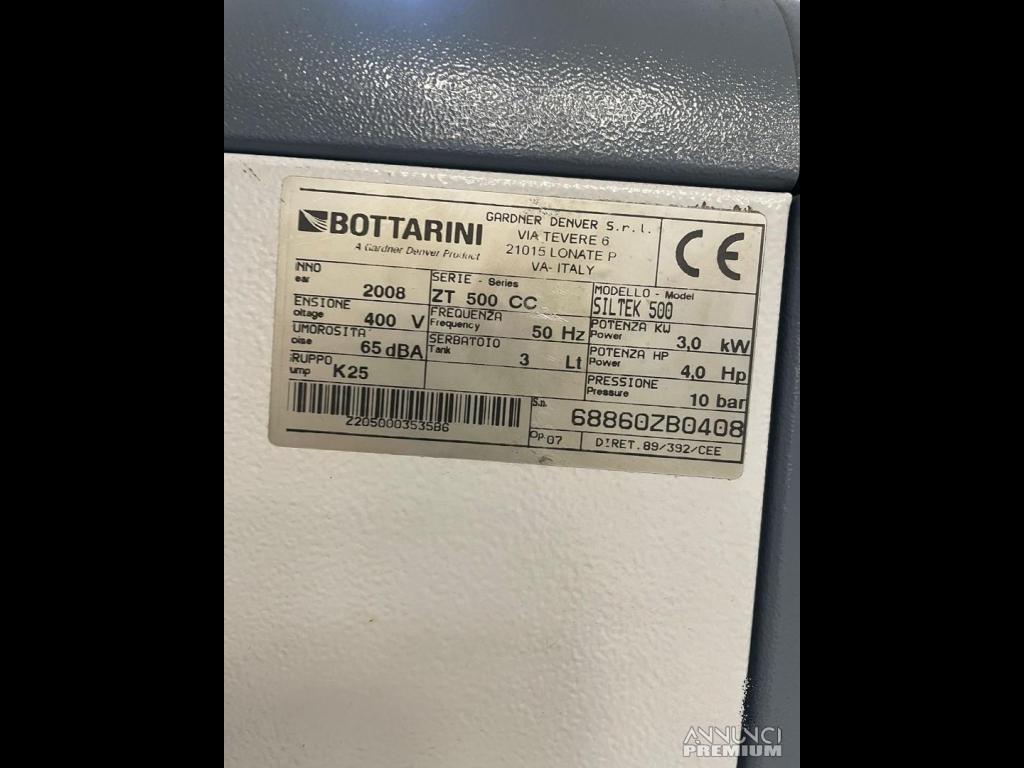 BOTTARINI
A Gardner Denver Product
GARDNER DENVER S.r.l.
VIA TEVERE 6
21015 LONATE P
VA- ITALY
CE
NNO
ear
2008
SERIE - Series
ZT 500 CC
MODELLO - Model
SILTEK 500
ENSIONE
oltage
400 V
FREQUENZA
Frequency
50 Hz
POTENZA KW
Power
3,0 kW
UMOROSITA'
oise
65 dBA
SERBATOIO
Tank
3 Lt
POTENZA HP
Power
4,0 Hp
GRUPPO
ump
K25
PRESSIONE
Pressure
10 bar
Z2050003535B6
S.n.
68860ZB0408
Op. 07
DIRET.89/392/CEE
ANNUNCI
PREMIUM